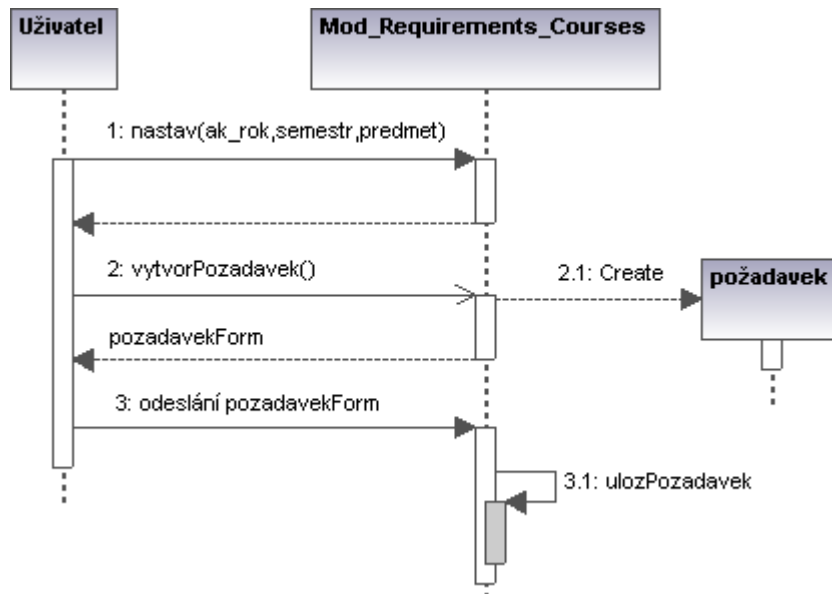 Uživatel
Mod_Requirements_Courses
1: nastav(ak_rok,semestr,predmet)
2: vytvorPozadavek()
2.1: Create
požadavek
pozadavekForm
3: odeslání pozadavekForm
3.1: ulozPozadavek